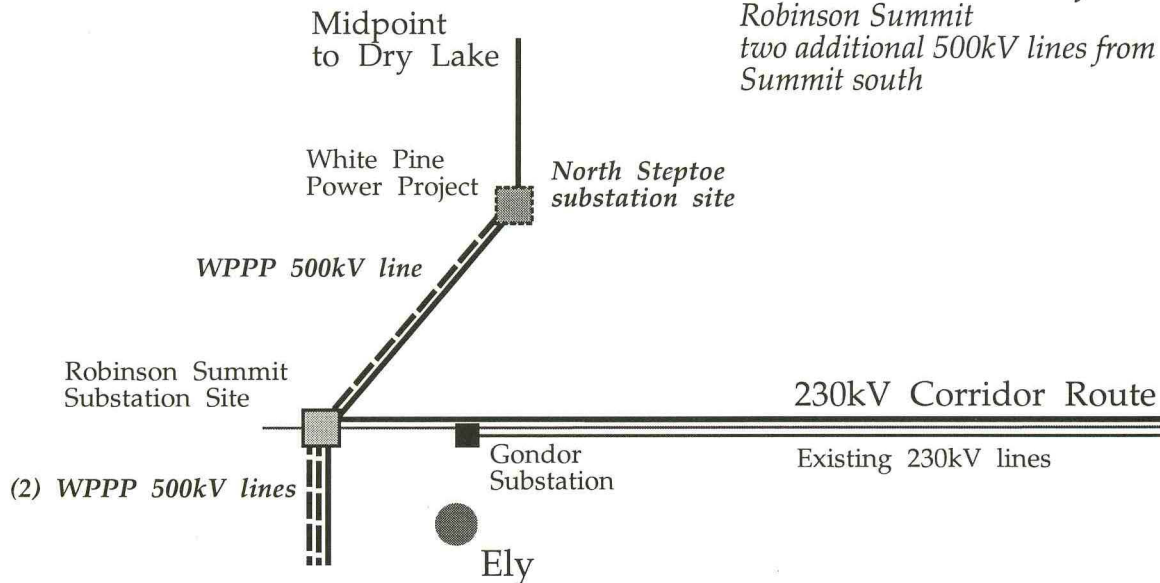 Robinson Summit
two additional 500kV lines from
Summit south
Midpoint
to Dry Lake
White Pine
Power Project
North Steptoe
substation site
WPPP 500kV line
Robinson Summit
Substation Site
230kV Corridor Route
Gondor
Substation
Existing 230kV lines
(2) WPPP 500kV lines
Ely